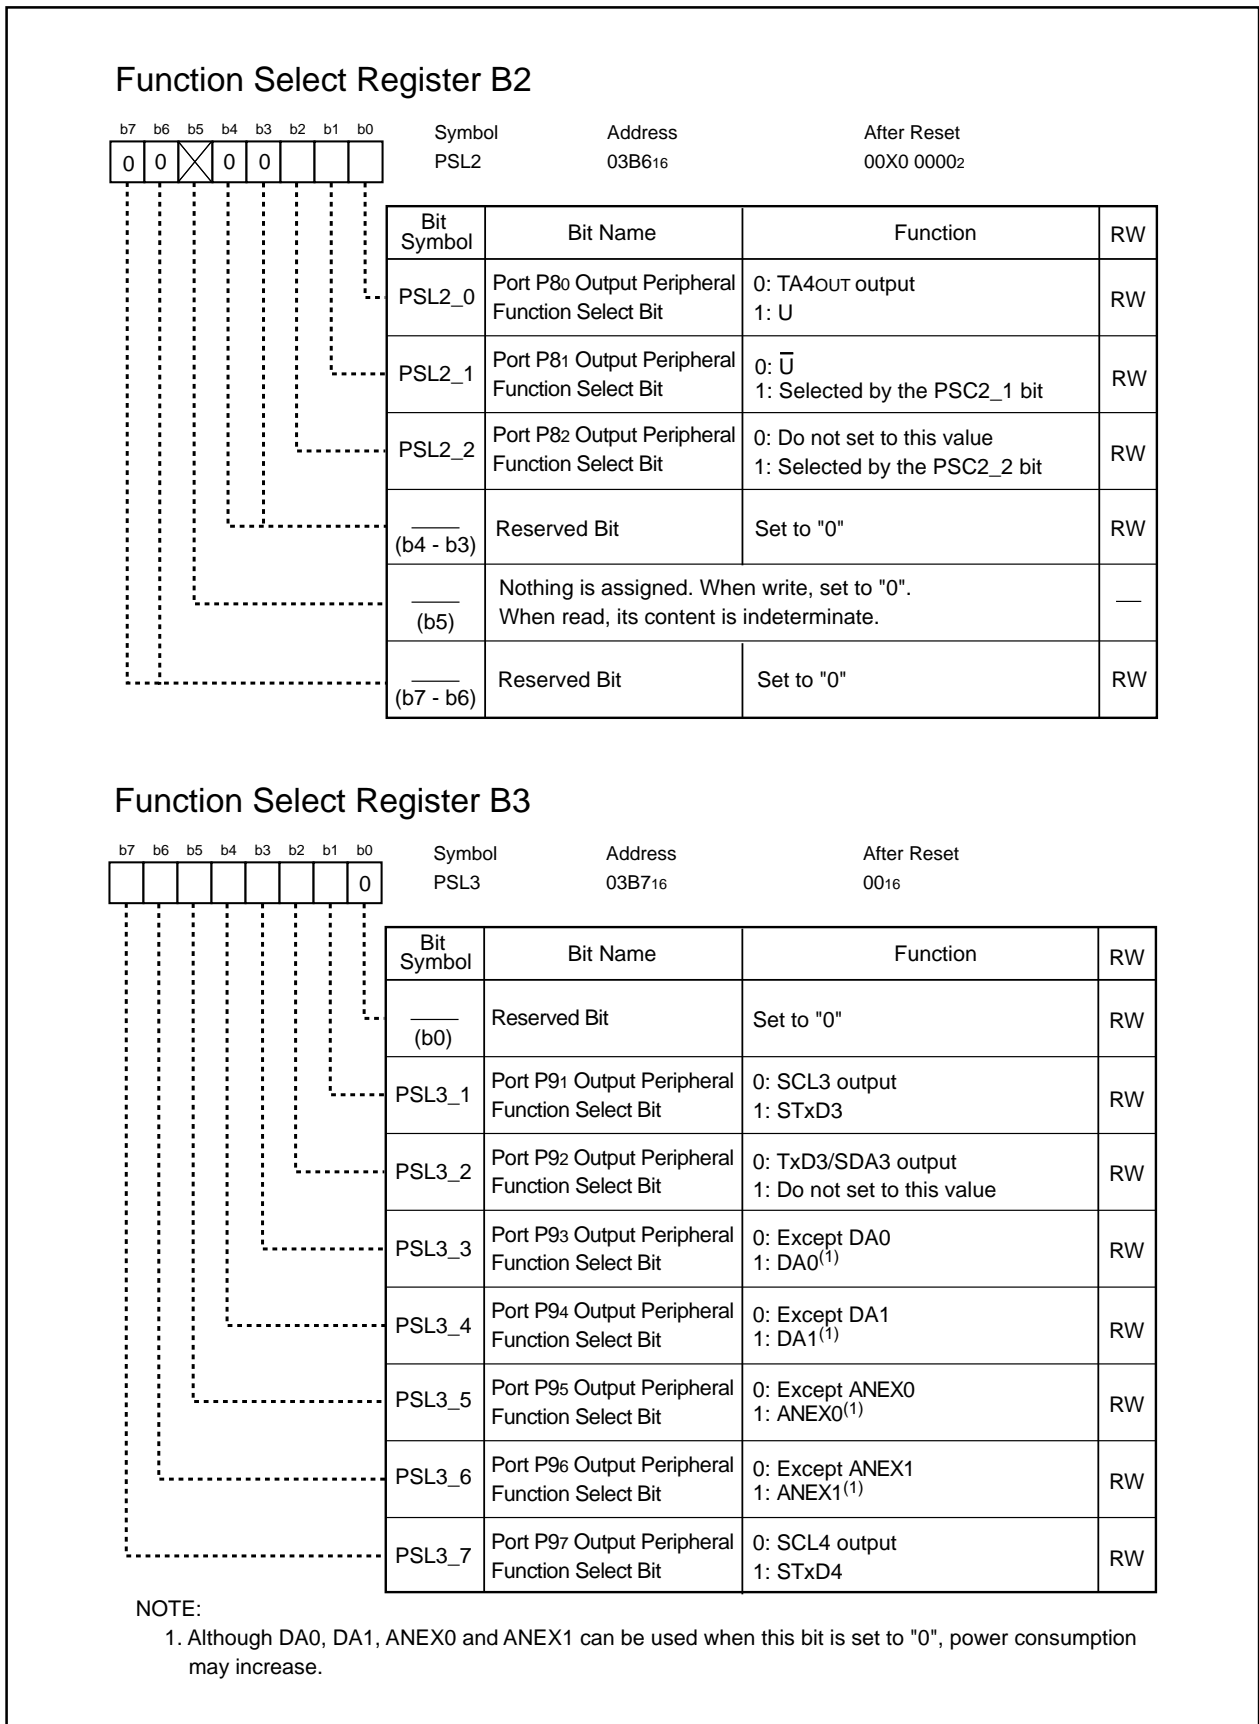 Function Select Register B2
b7 b6 b5 b4 b3 b2 b1 b0
Symbol Address After Reset
0 0 0 0
PSL2 03B616 00X0 00002
Bit Symbol Bit Name Function RW
PSL2_0 Port P80 Output Peripheral Function Select Bit 0: TA4OUT output RW
1: U
PSL2_1 Port P81 Output Peripheral Function Select Bit 0: U̅ RW
1: Selected by the PSC2_1 bit
PSL2_2 Port P82 Output Peripheral Function Select Bit 0: Do not set to this value RW
1: Selected by the PSC2_2 bit
(b4 - b3) Reserved Bit Set to "0" RW
(b5) Nothing is assigned. When write, set to "0".
When read, its content is indeterminate.
(b7 - b6) Reserved Bit Set to "0" RW
Function Select Register B3
b7 b6 b5 b4 b3 b2 b1 b0
Symbol Address After Reset
0
PSL3 03B716 0016
Bit Symbol Bit Name Function RW
(b0) Reserved Bit Set to "0" RW
PSL3_1 Port P91 Output Peripheral Function Select Bit 0: SCL3 output RW
1: STxD3
PSL3_2 Port P92 Output Peripheral Function Select Bit 0: TxD3/SDA3 output RW
1: Do not set to this value
PSL3_3 Port P93 Output Peripheral Function Select Bit 0: Except DA0 RW
1: DA0(1)
PSL3_4 Port P94 Output Peripheral Function Select Bit 0: Except DA1 RW
1: DA1(1)
PSL3_5 Port P95 Output Peripheral Function Select Bit 0: Except ANEX0 RW
1: ANEX0(1)
PSL3_6 Port P96 Output Peripheral Function Select Bit 0: Except ANEX1 RW
1: ANEX1(1)
PSL3_7 Port P97 Output Peripheral Function Select Bit 0: SCL4 output RW
1: STxD4
NOTE:
1. Although DA0, DA1, ANEX0 and ANEX1 can be used when this bit is set to "0", power consumption
may increase.